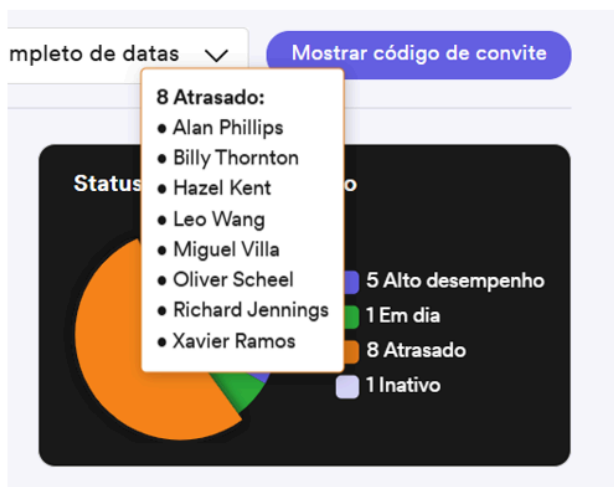 mpleto de datas
Mostrar código de convite
8 Atrasado:
• Alan Phillips
• Billy Thornton
• Hazel Kent
• Leo Wang
• Miguel Villa
• Oliver Scheel
• Richard Jennings
• Xavier Ramos
Status
o
5 Alto desempenho
1 Em dia
8 Atrasado
1 Inativo